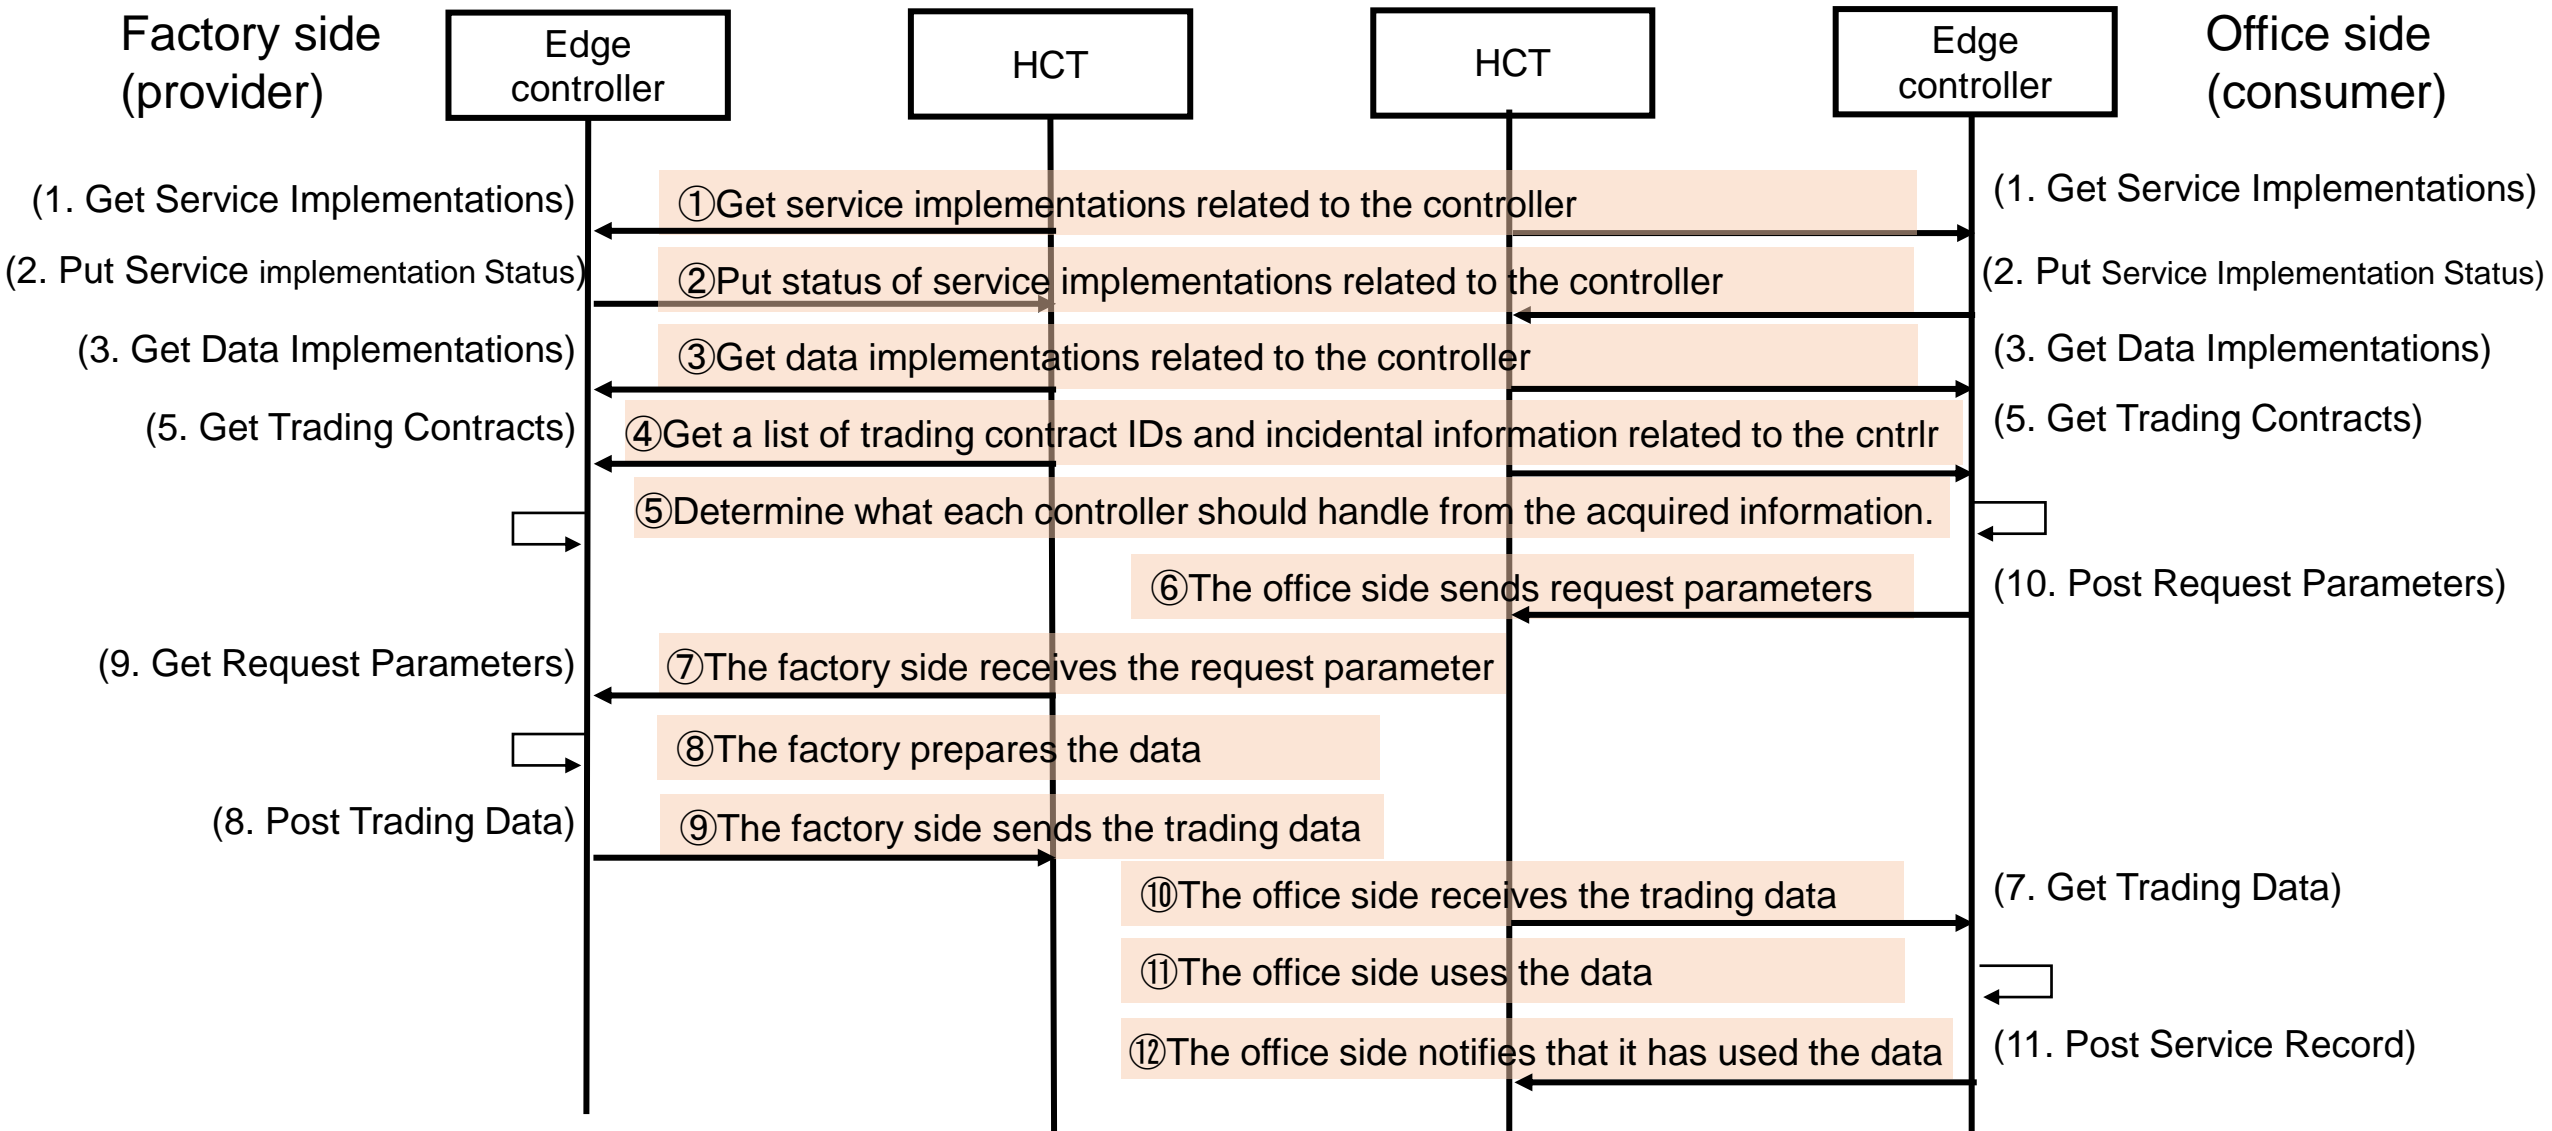 Factory side
(provider)
Edge
controller
HCT
HCT
Edge
controller
Office side
(consumer)
(1. Get Service Implementations)
①Get service implementations related to the controller
(1. Get Service Implementations)
(2. Put Service implementation Status)
②Put status of service implementations related to the controller
(2. Put Service Implementation Status)
(3. Get Data Implementations)
③Get data implementations related to the controller
(3. Get Data Implementations)
(5. Get Trading Contracts)
④Get a list of trading contract IDs and incidental information related to the cntrlr
(5. Get Trading Contracts)
⑤Determine what each controller should handle from the acquired information.
⑥The office side sends request parameters
(10. Post Request Parameters)
(9. Get Request Parameters)
⑦The factory side receives the request parameter
⑧The factory prepares the data
(8. Post Trading Data)
⑨The factory side sends the trading data
⑩The office side receives the trading data
(7. Get Trading Data)
⑪The office side uses the data
⑫The office side notifies that it has used the data
(11. Post Service Record)